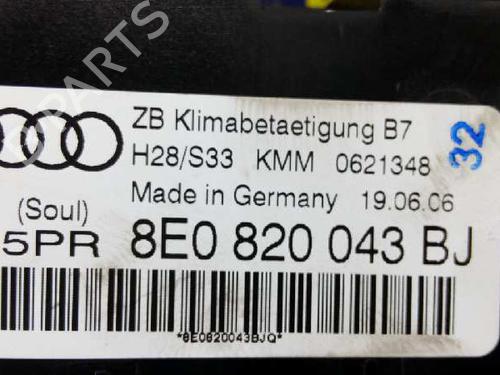 ZB Klimabetaetigung B7
H28/S33 KMM 0621348
32
Made in Germany 19.06.06
(Soul)
5PR 8E0 820 043 BJ
*8E0820043BJQ*
PARTS